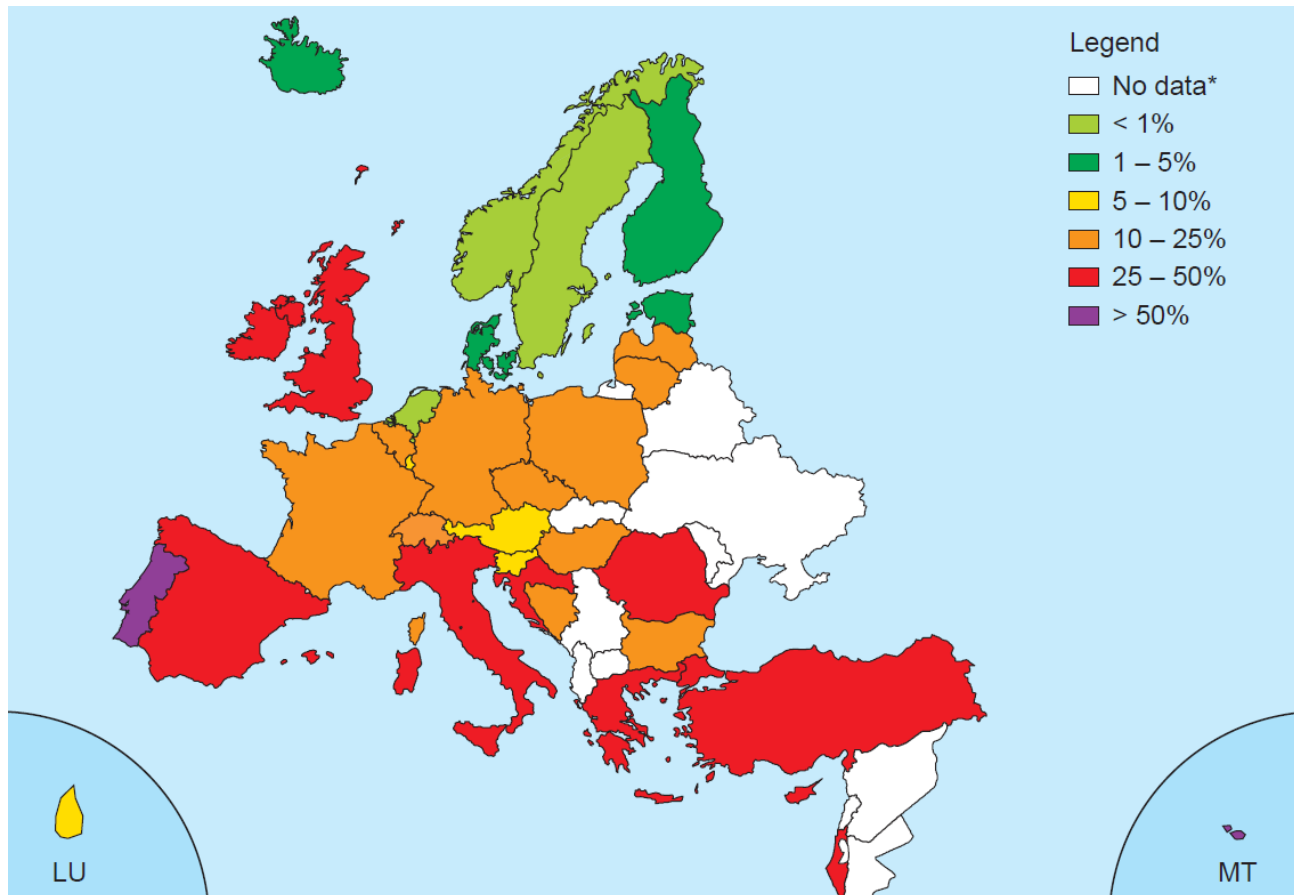 Legend
No data*
< 1%
1 – 5%
5 – 10%
10 – 25%
25 – 50%
> 50%
LU
MT